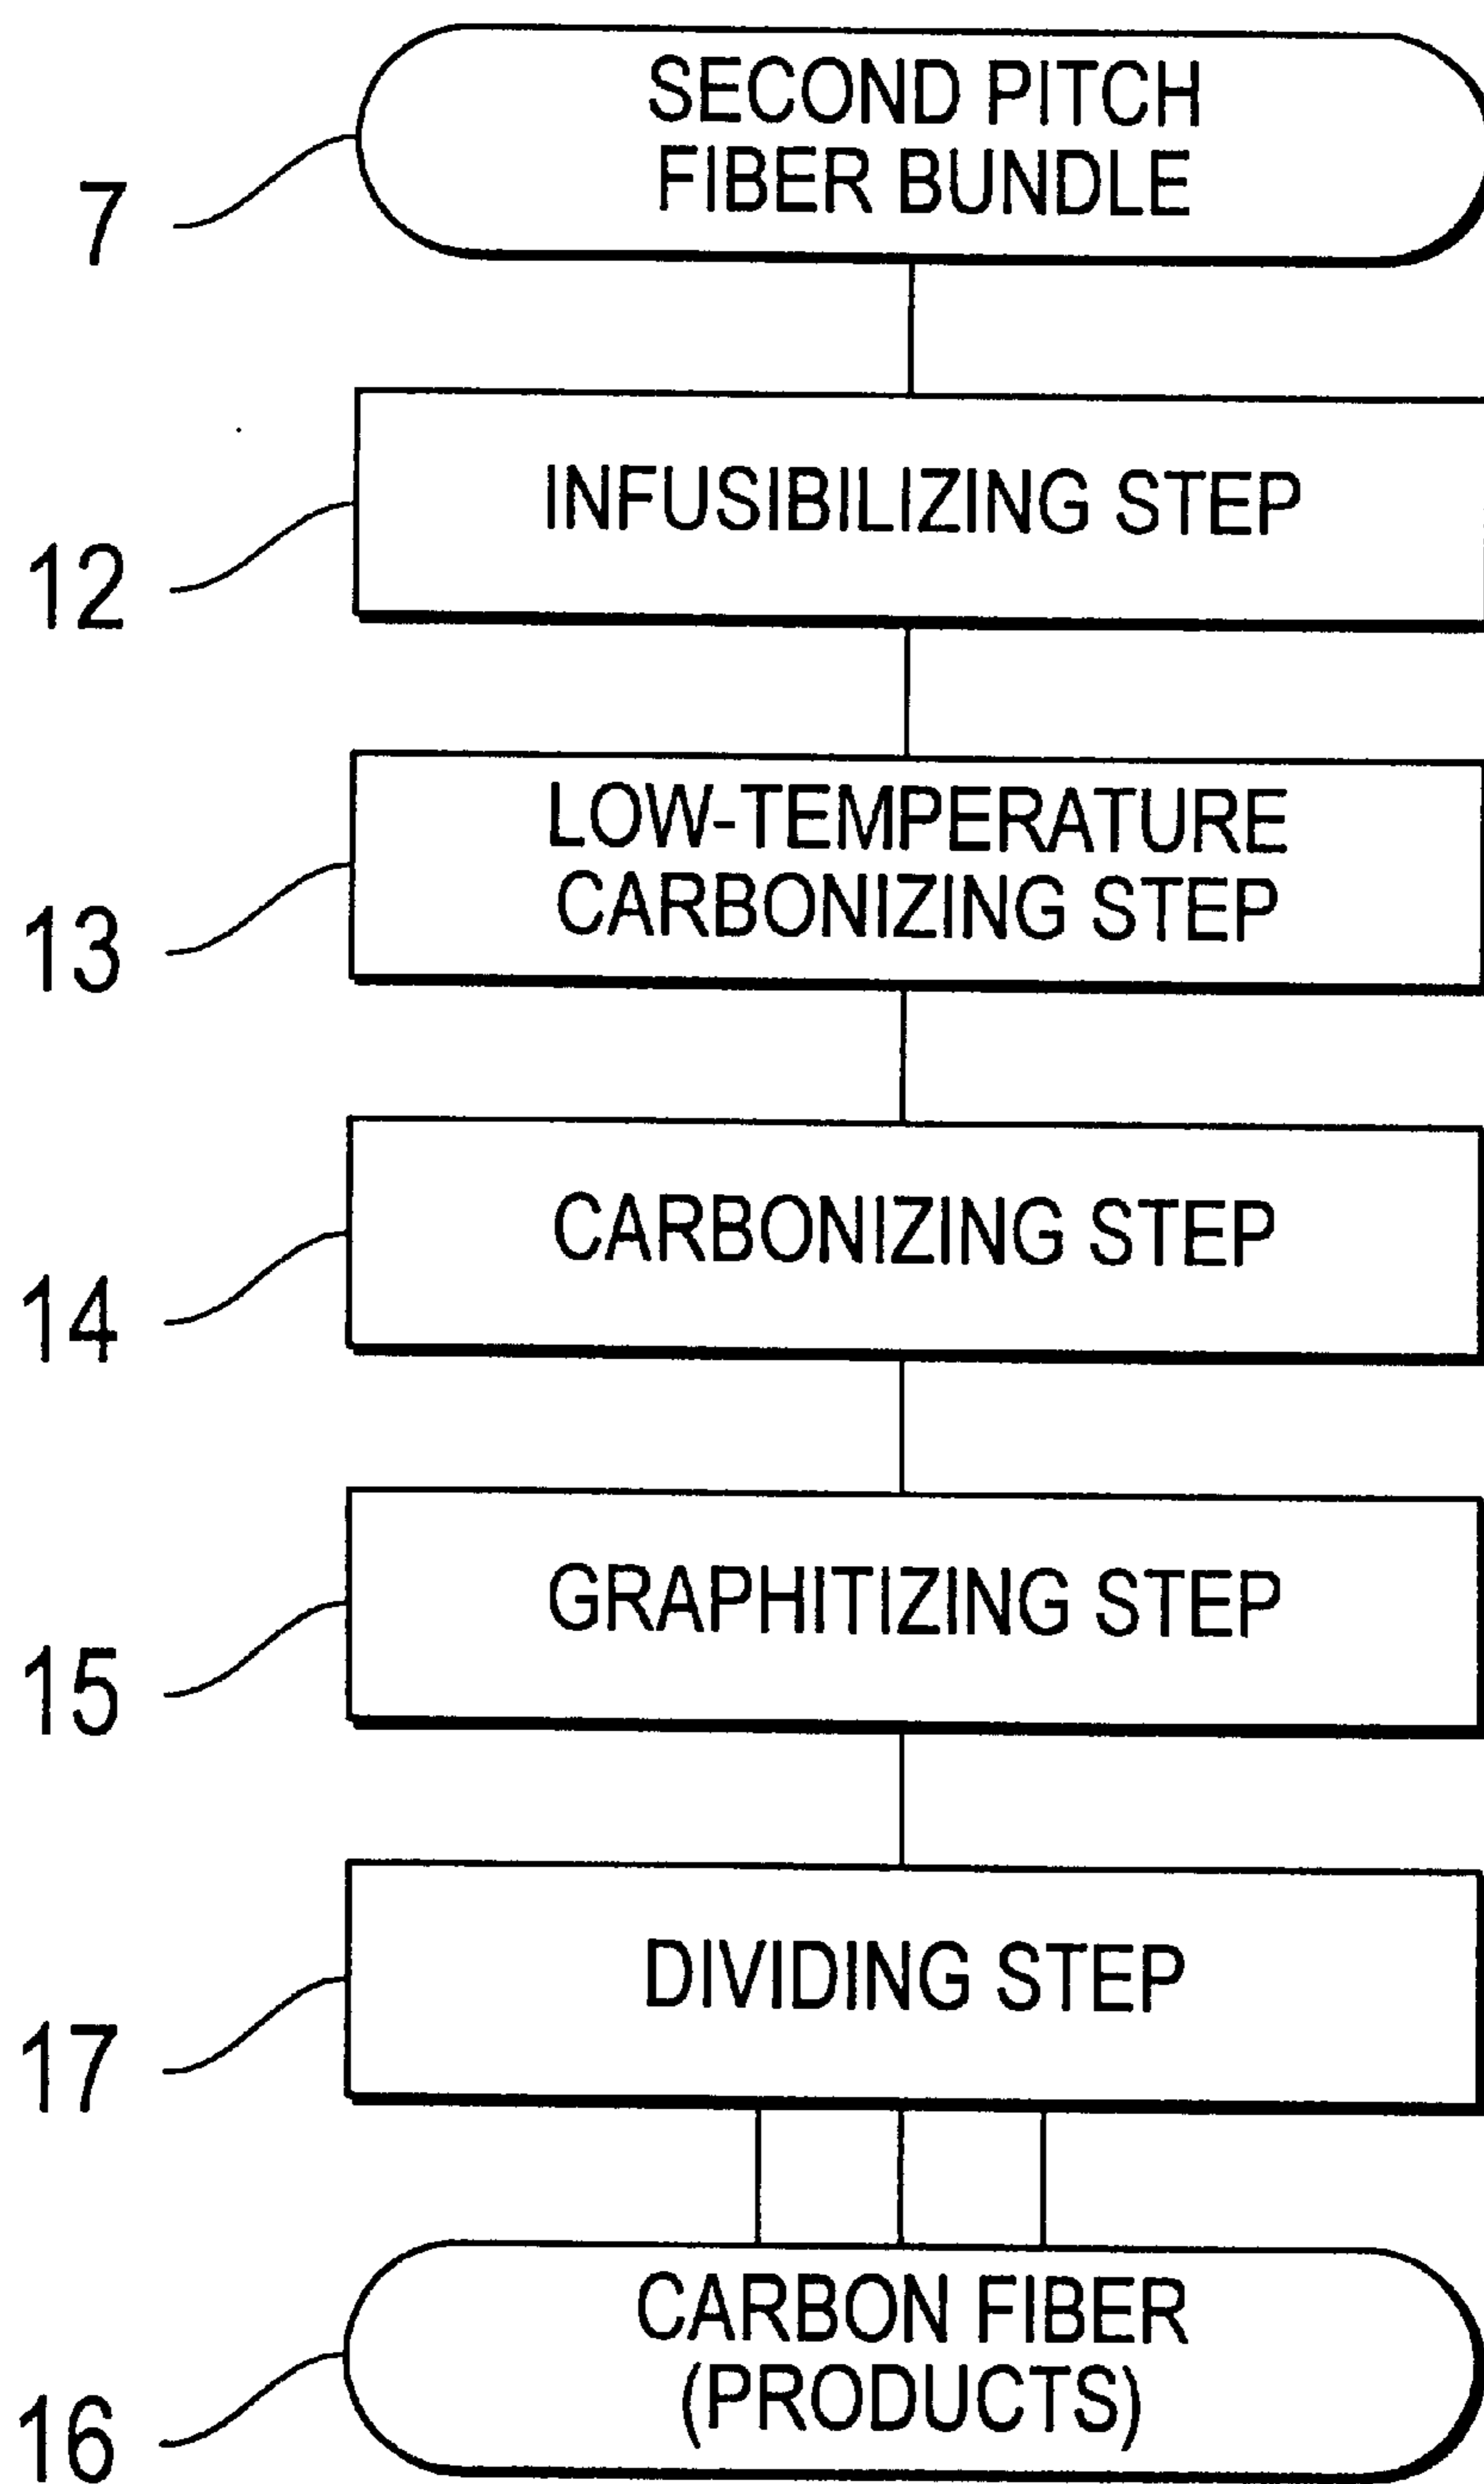 SECOND PITCH
FIBER BUNDLE
7
INFUSIBILIZING STEP
12
LOW-TEMPERATURE
CARBONIZING STEP
13
CARBONIZING STEP
14
GRAPHITIZING STEP
15
DIVIDING STEP
17
CARBON FIBER
(PRODUCTS)
16